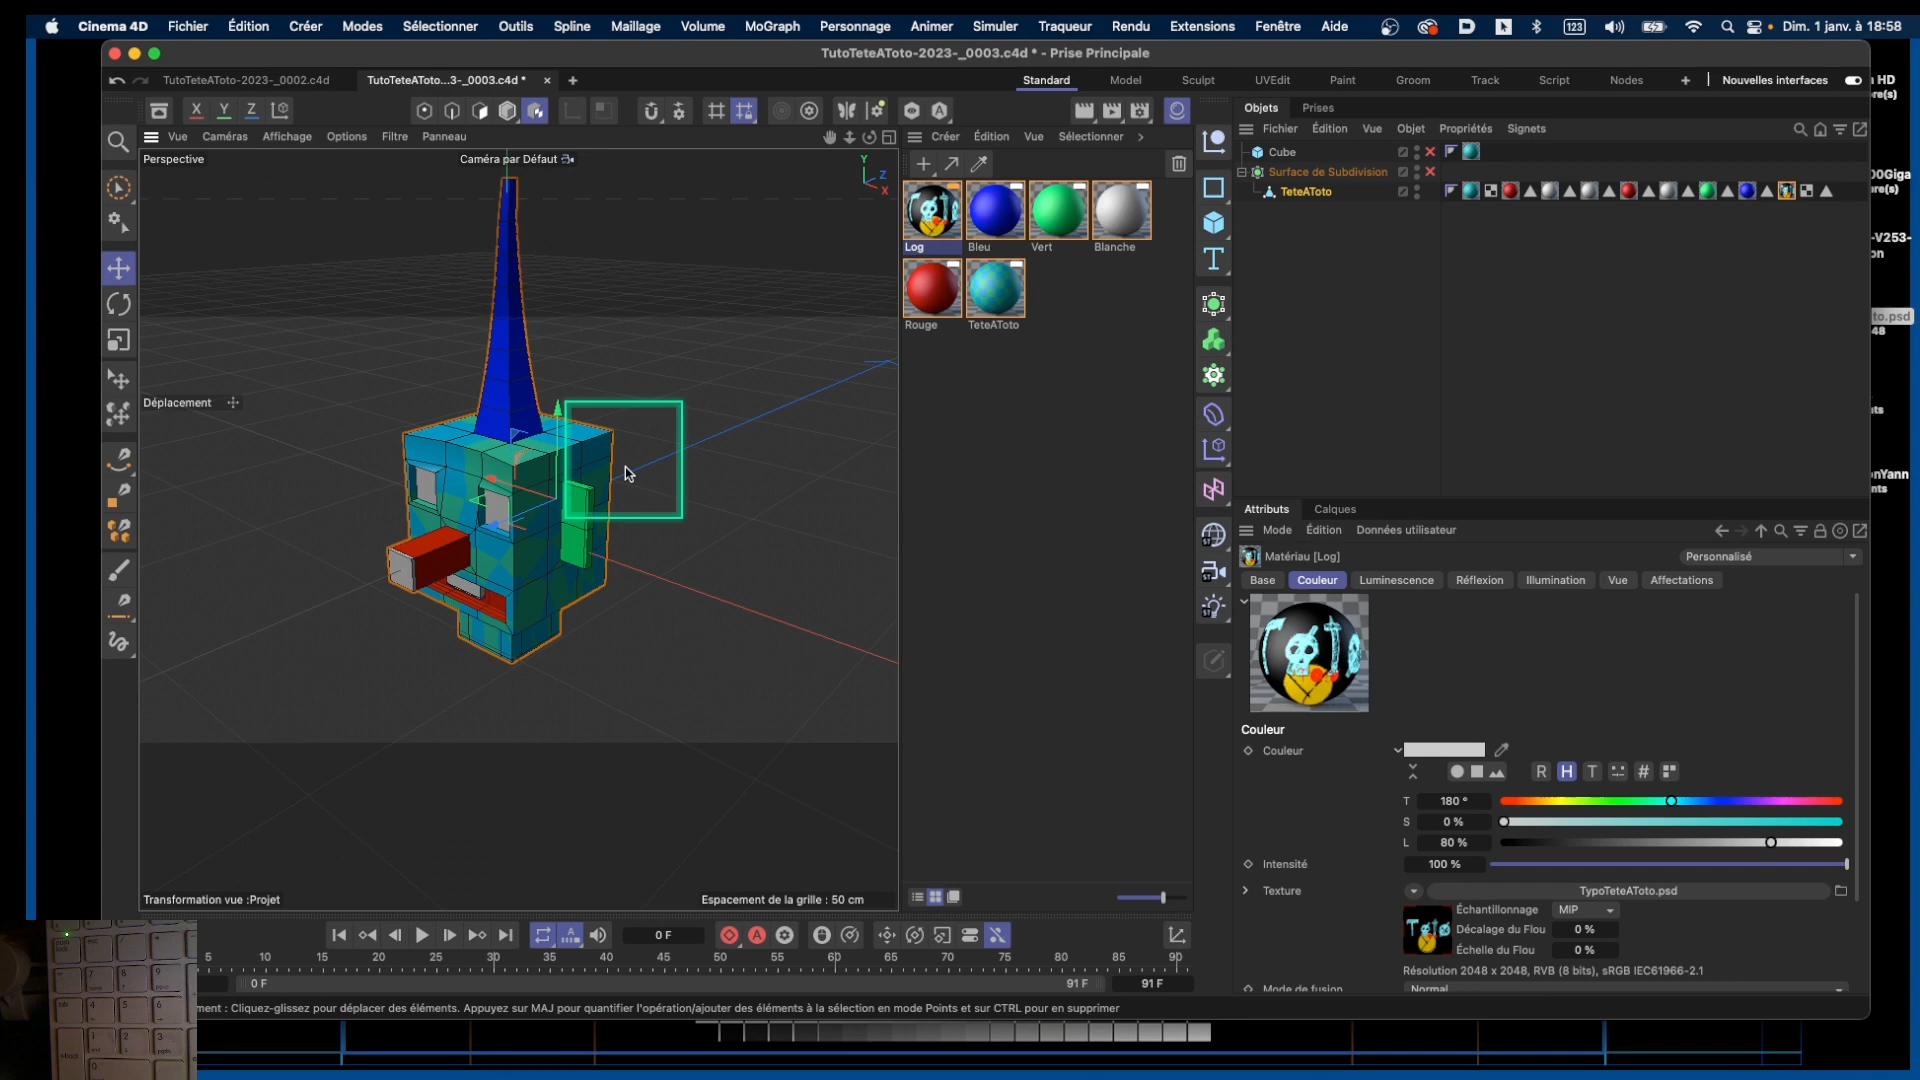 Cinema 4D Fichier Édition Créer Modes Sélectionner Outils Spline Maillage Volume MoGraph Personnage Animer Simuler Traqueur Rendu Extensions Fenêtre Aide 123 Dim. 1 janv. à 18:58
TutoTeteAToto-2023-_0003.c4d * - Prise Principale
TutoTeteAToto-2023-_0002.c4d TutoTeteAToto...3-_0003.c4d * × + Standard Model Sculpt UVEdit Paint Groom Track Script Nodes + Nouvelles interfaces
HD
X Y Z Objets Prises
Vue Caméras Affichage Options Filtre Panneau Créer Édition Vue Sélectionner Fichier Édition Vue Objet Propriétés Signets
Perspective Caméra par Défaut Y Z X
Cube
Surface de Subdivision
TeteAToto
Log Bleu Vert Blanche
Rouge TeteAToto
to.psd
48
Déplacement
Attributs Calques
Mode Édition Données utilisateur
Matériau [Log] Personnalisé
Base Couleur Luminescence Réflexion Illumination Vue Affectations
Couleur
Couleur
R H T #
T 180 °
S 0 %
L 80 %
Intensité 100 %
Texture TypoTeteAToto.psd
Échantillonnage MIP
Décalage du Flou 0 %
Échelle du Flou 0 %
Résolution 2048 x 2048, RVB (8 bits), sRGB IEC61966-2.1
Mode de fusion Normal
Transformation vue :Projet Espacement de la grille : 50 cm
0 F
5 10 15 20 25 30 35 40 45 50 55 60 65 70 75 80 85 90
0 F 91 F 91 F
ment : Cliquez-glissez pour déplacer des éléments. Appuyez sur MAJ pour quantifier l'opération/ajouter des éléments à la sélection en mode Points et sur CTRL pour en supprimer